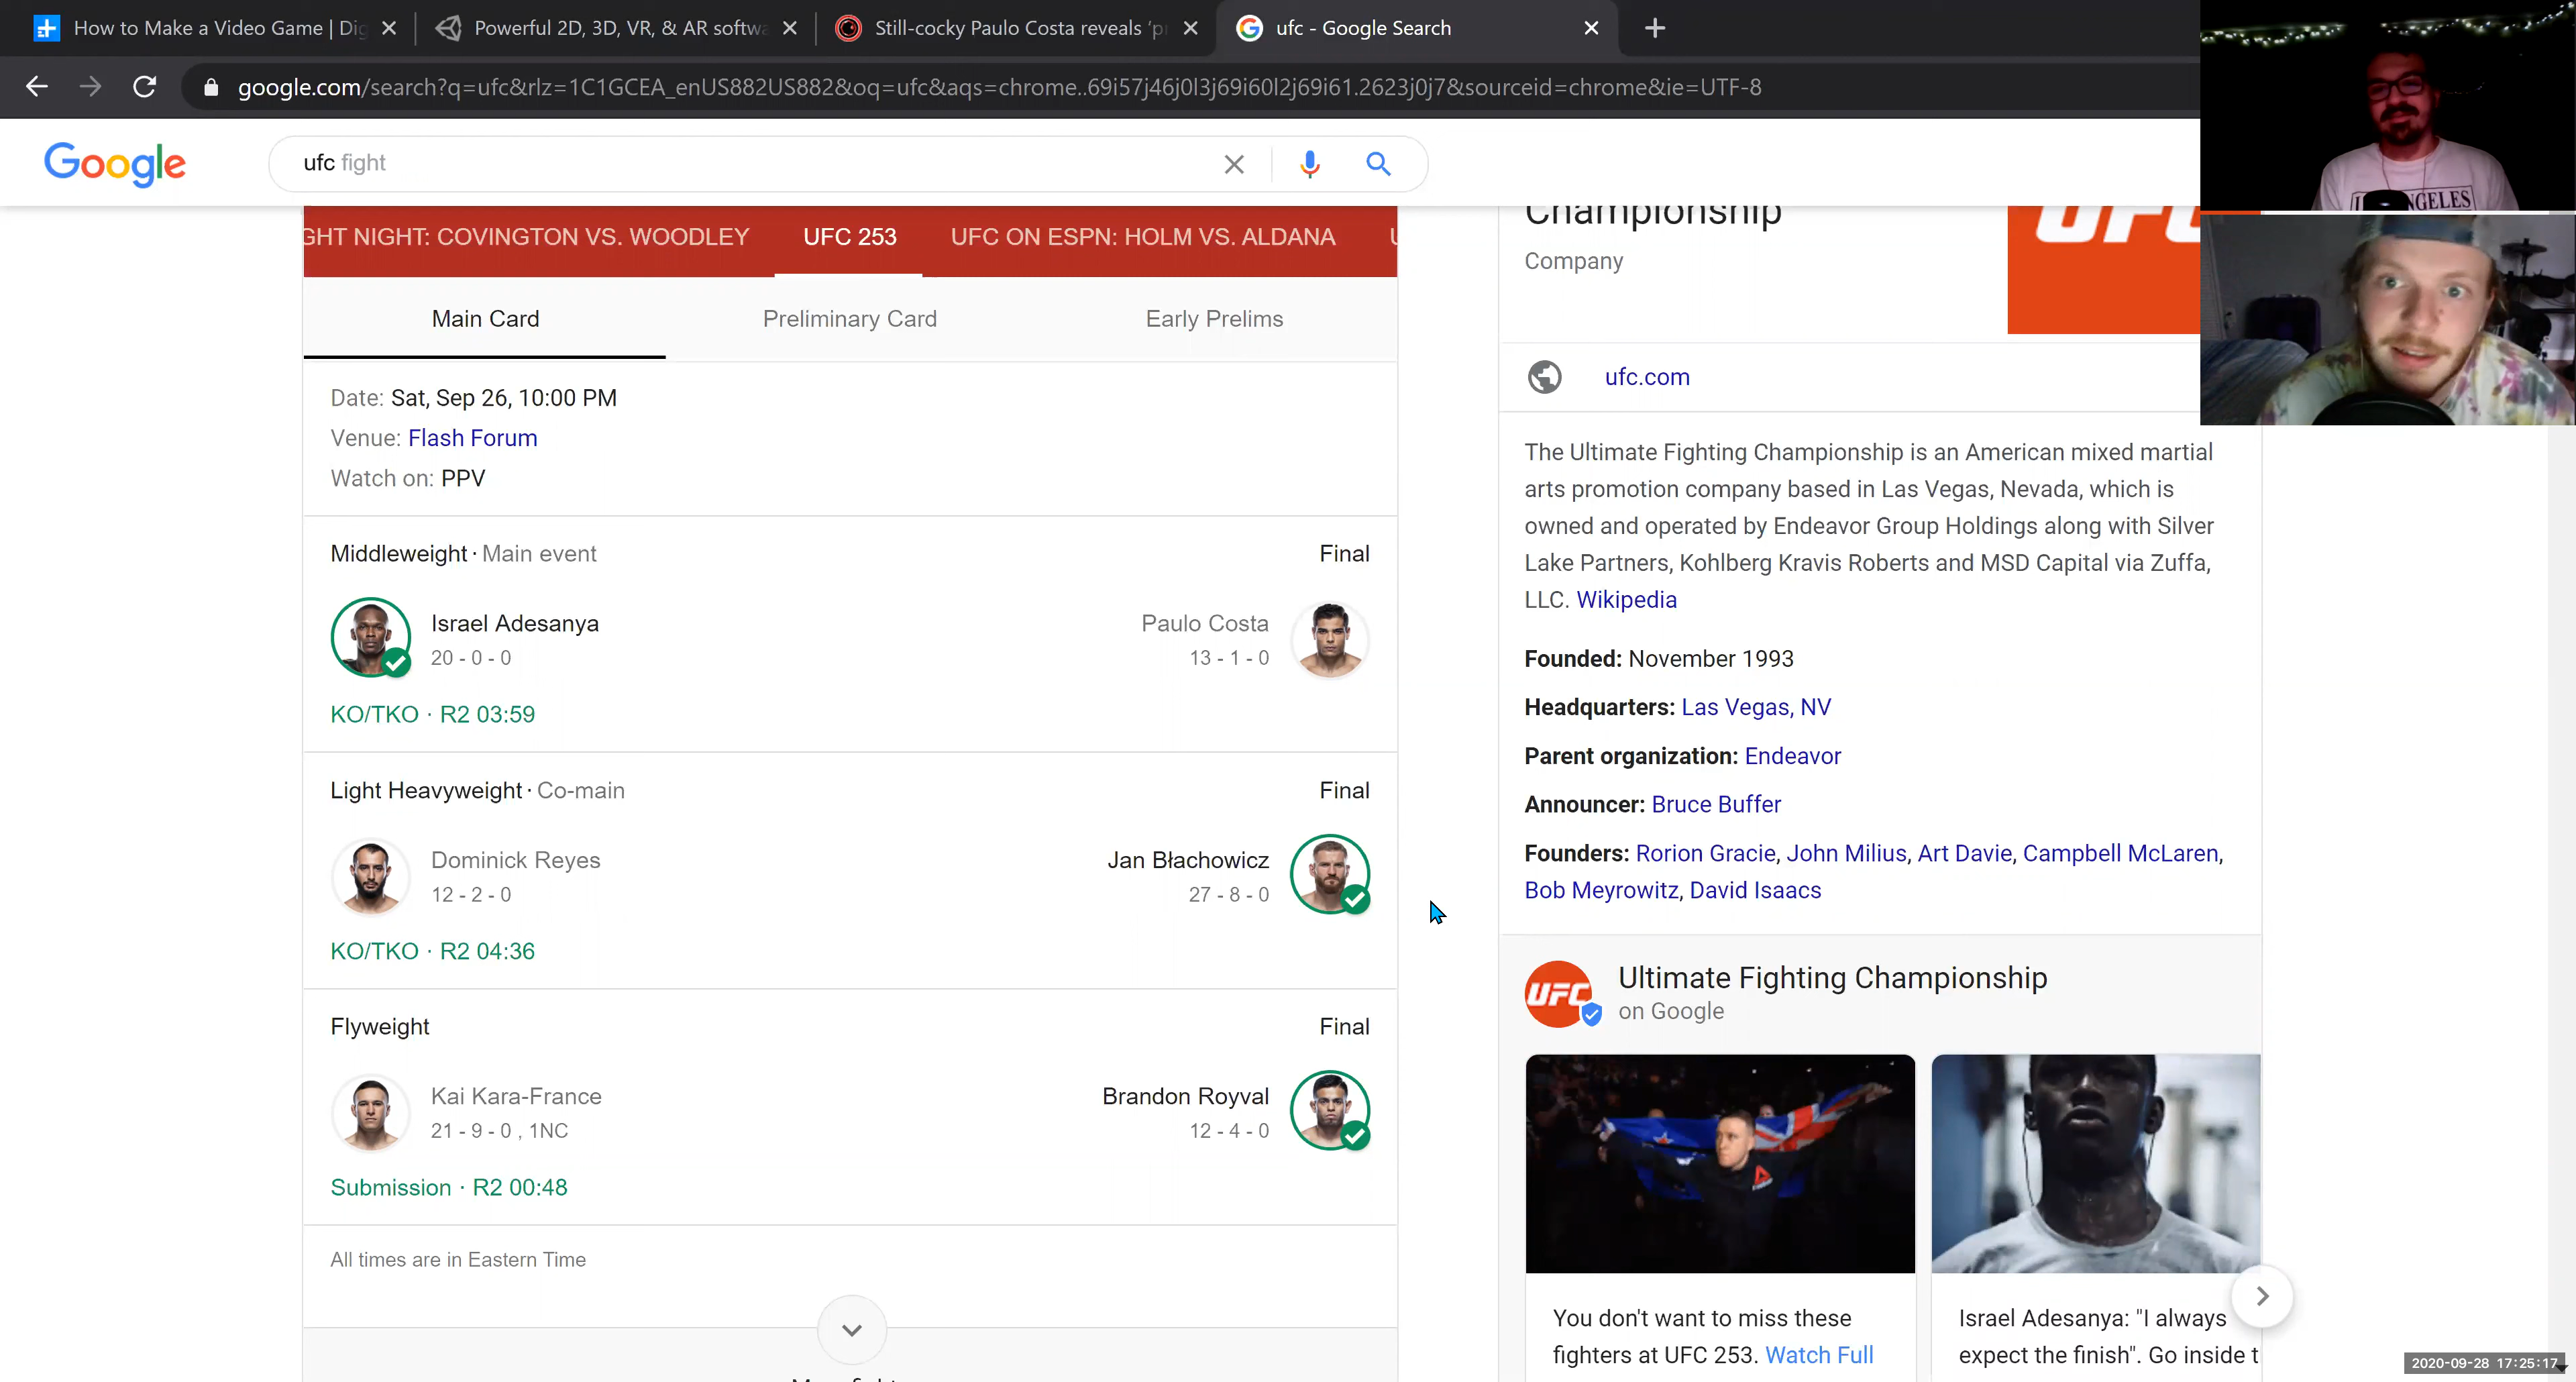 How to Make a Video Game | Dig
Powerful 2D, 3D, VR, & AR softwa
Still-cocky Paulo Costa reveals 'p
ufc - Google Search
google.com/search?q=ufc&rlz=1C1GCEA_enUS882US882&oq=ufc&aqs=chrome..69i57j46j0l3j69i60l2j69i61.2623j0j7&sourceid=chrome&ie=UTF-8
Google
ufc fight
GHT NIGHT: COVINGTON VS. WOODLEY
UFC 253
UFC ON ESPN: HOLM VS. ALDANA
Main Card
Preliminary Card
Early Prelims
Date: Sat, Sep 26, 10:00 PM
Venue: Flash Forum
Watch on: PPV
Middleweight · Main event
Final
Israel Adesanya
Paulo Costa
20 - 0 - 0
13 - 1 - 0
KO/TKO · R2 03:59
Light Heavyweight · Co-main
Final
Dominick Reyes
Jan Błachowicz
12 - 2 - 0
27 - 8 - 0
KO/TKO · R2 04:36
Flyweight
Final
Kai Kara-France
Brandon Royval
21 - 9 - 0 , 1NC
12 - 4 - 0
Submission · R2 00:48
All times are in Eastern Time
Championship
Company
UFC
ufc.com
The Ultimate Fighting Championship is an American mixed martial
arts promotion company based in Las Vegas, Nevada, which is
owned and operated by Endeavor Group Holdings along with Silver
Lake Partners, Kohlberg Kravis Roberts and MSD Capital via Zuffa,
LLC. Wikipedia
Founded: November 1993
Headquarters: Las Vegas, NV
Parent organization: Endeavor
Announcer: Bruce Buffer
Founders: Rorion Gracie, John Milius, Art Davie, Campbell McLaren,
Bob Meyrowitz, David Isaacs
UFC
Ultimate Fighting Championship
on Google
You don't want to miss these
fighters at UFC 253. Watch Full
Israel Adesanya: "I always
expect the finish". Go inside t
2020-09-28 17:25:17